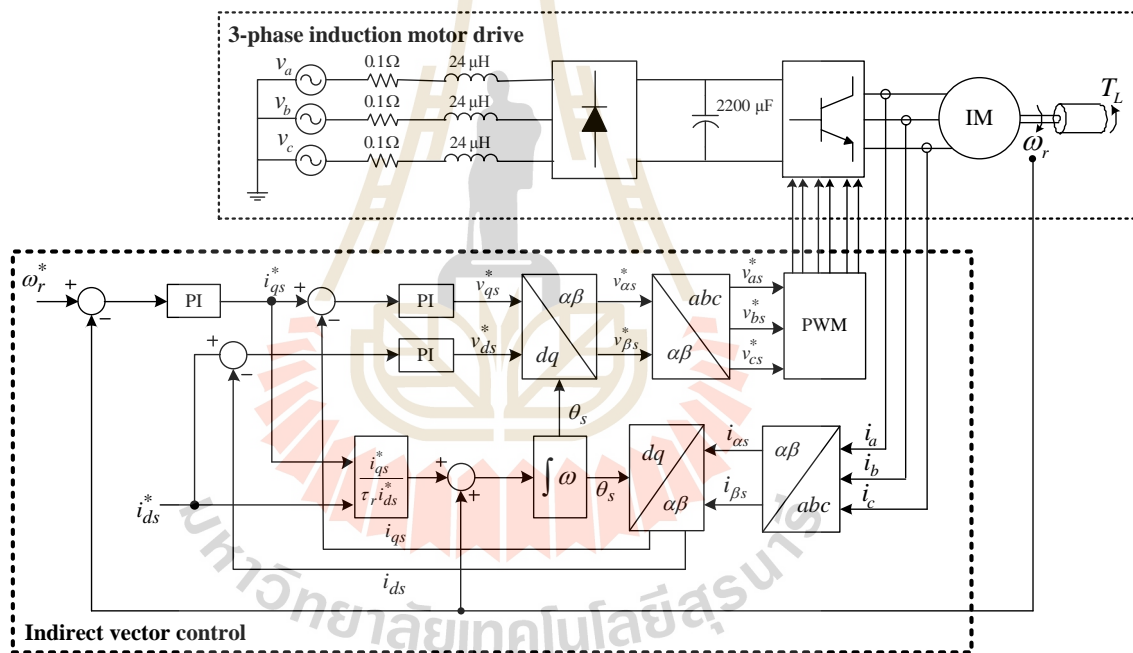 3-phase induction motor drive
v_a 0.1Ω 24 μH
v_b 0.1Ω 24 μH
v_c 0.1Ω 24 μH
2200 μF
IM
T_L
ω_r
ω_r^*
+
-
PI
i_qs^*
+
-
PI
v_qs^*
αβ
dq
v_αs^*
v_βs^*
abc
αβ
v_as^*
v_bs^*
v_cs^*
PWM
+
-
PI
v_ds^*
θ_s
i_ds^*
i_qs^*
τ_r i_ds^*
+
+
∫ω
θ_s
dq
αβ
i_αs
i_βs
αβ
abc
i_a
i_b
i_c
i_qs
i_ds
Indirect vector control
มหาวิทยาลัยเทคโนโลยีสุรนารี